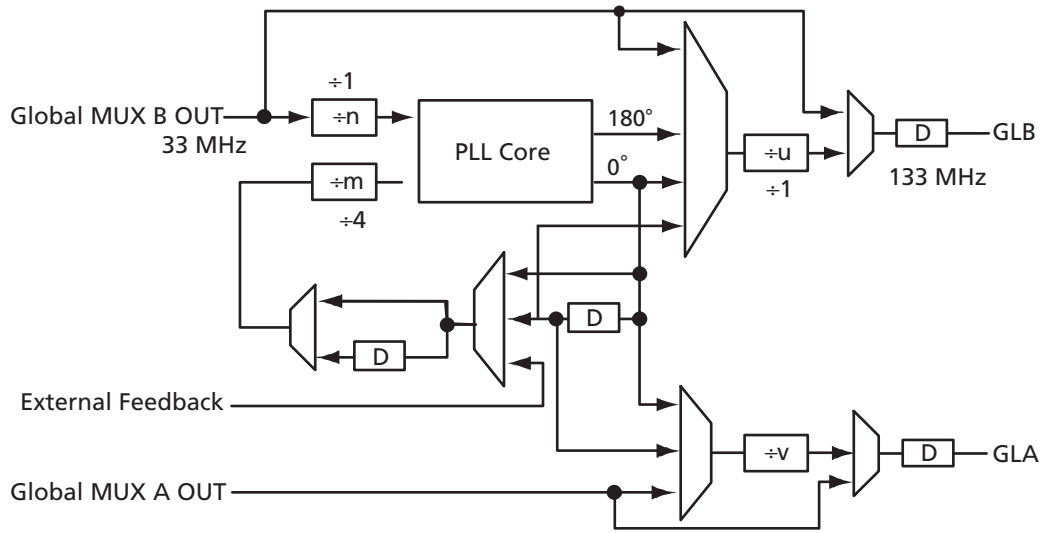 ÷1
Global MUX B OUT
÷n
33 MHz
PLL Core
180°
0°
÷m
÷4
÷u
÷1
D
GLB
133 MHz
D
D
External Feedback
÷v
D
GLA
Global MUX A OUT